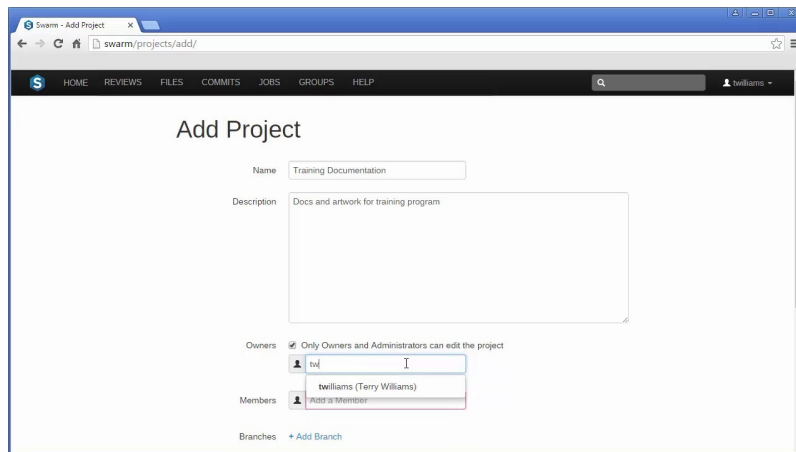 Swarm - Add Project
swarm/projects/add/
HOME REVIEWS FILES COMMITS JOBS GROUPS HELP twilliams
Add Project
Name Training Documentation
Description Docs and artwork for training program
Owners Only Owners and Administrators can edit the project
tw
twilliams (Terry Williams)
Members Add a Member
Branches + Add Branch